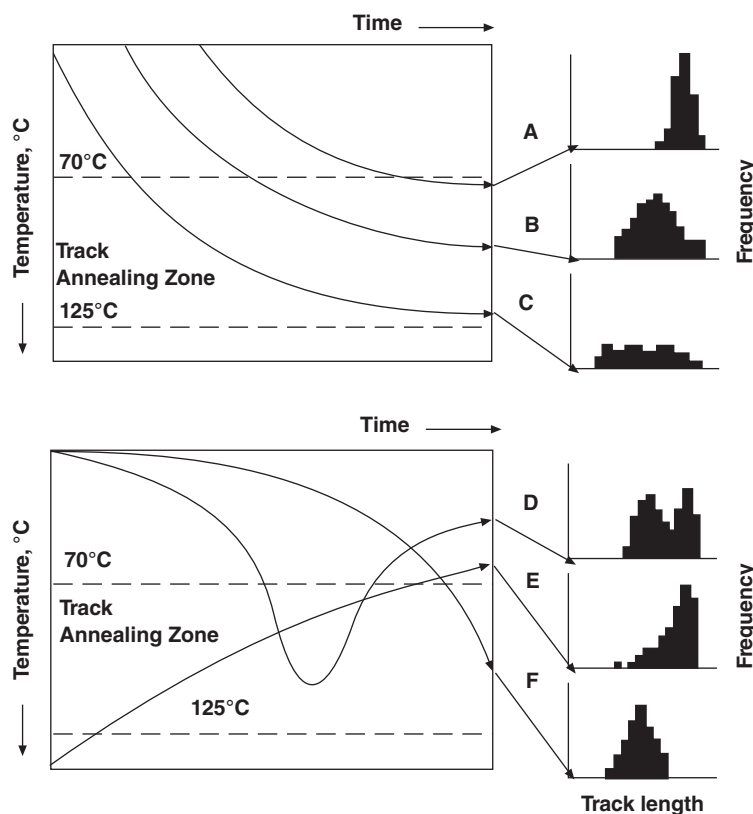 Time
Temperature, °C
70°C
Track
Annealing Zone
125°C
A
B
C
Frequency
Time
Temperature, °C
70°C
Track
Annealing Zone
125°C
D
E
F
Frequency
Track length